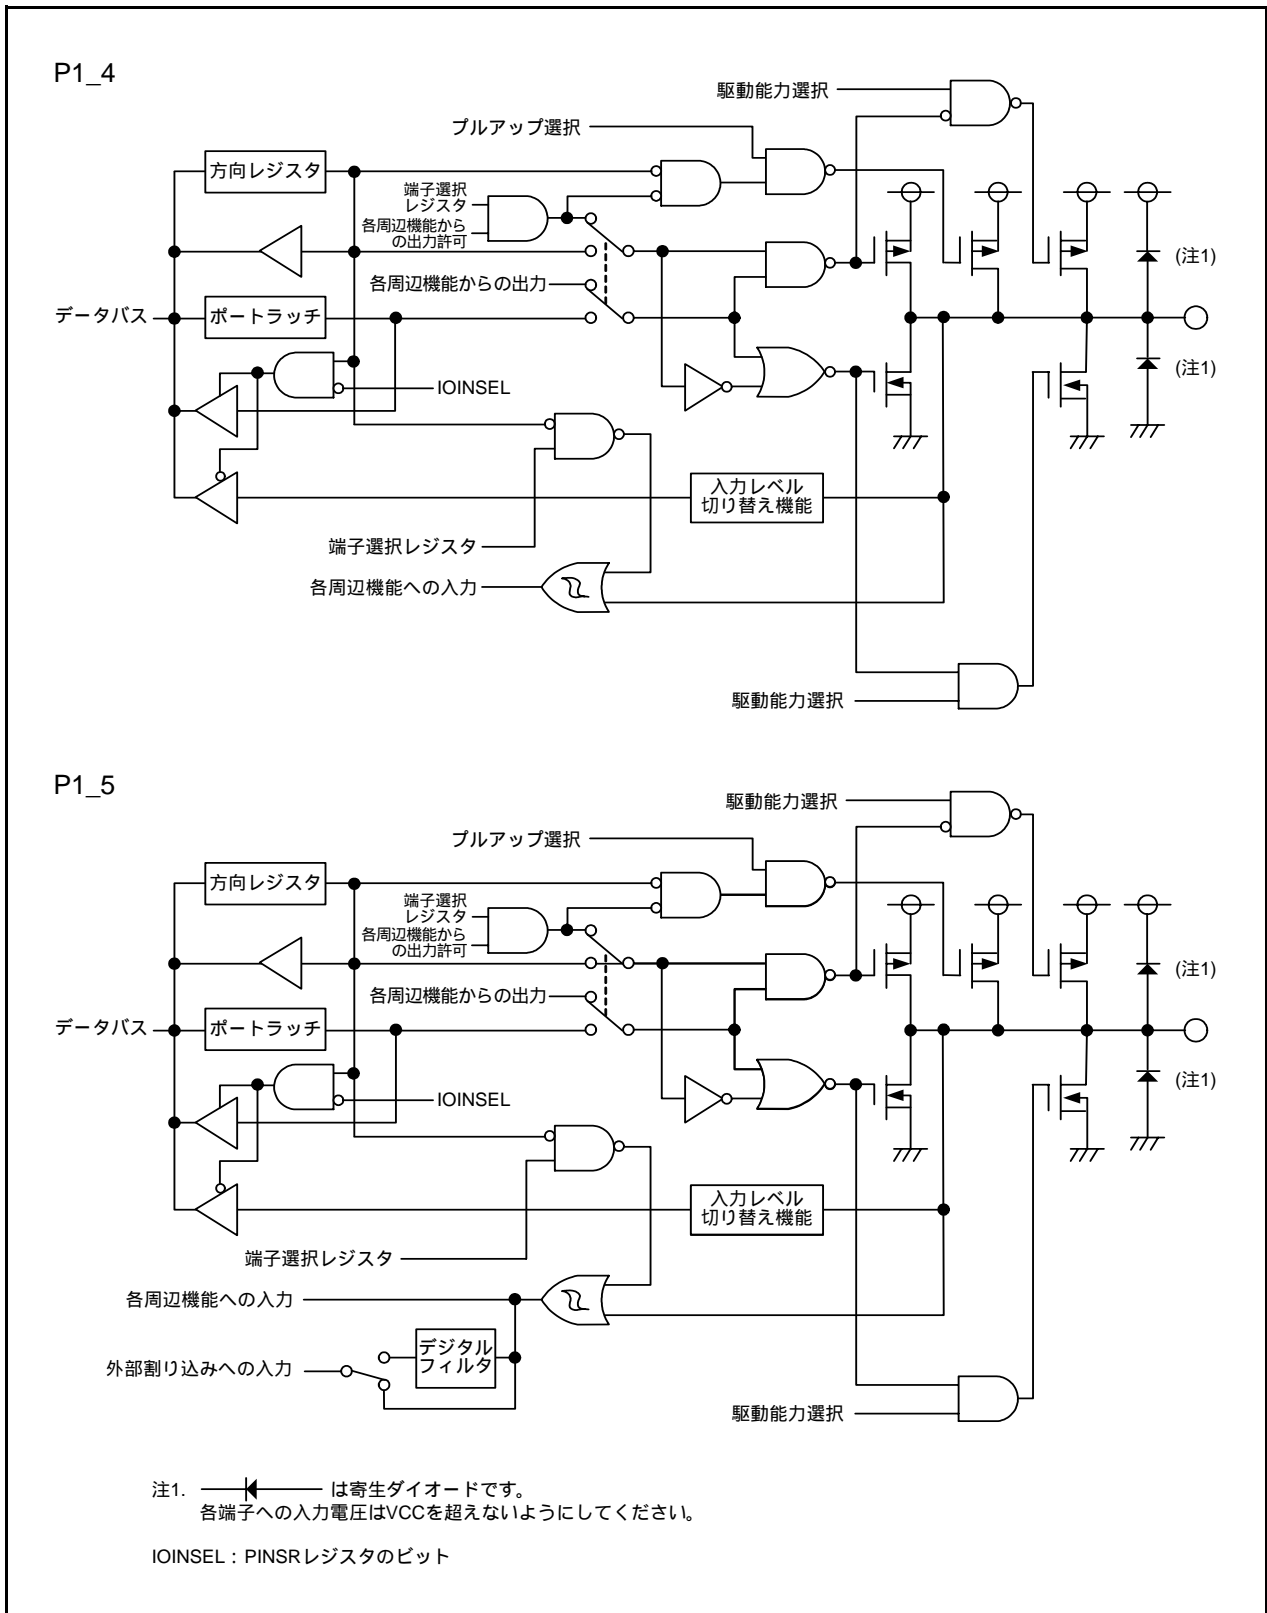 P1_4
駆動能力選択
プルアップ選択
方向レジスタ
端子選択
レジスタ
各周辺機能から
の出力許可
(注1)
各周辺機能からの出力
データバス
ポートラッチ
(注1)
IOINSEL
入力レベル
切り替え機能
端子選択レジスタ
各周辺機能への入力
駆動能力選択
P1_5
駆動能力選択
プルアップ選択
方向レジスタ
端子選択
レジスタ
各周辺機能から
の出力許可
(注1)
各周辺機能からの出力
データバス
ポートラッチ
(注1)
IOINSEL
入力レベル
切り替え機能
端子選択レジスタ
各周辺機能への入力
デジタル
フィルタ
外部割り込みへの入力
駆動能力選択
注1. は寄生ダイオードです。
各端子への入力電圧はVCCを超えないようにしてください。
IOINSEL：PINSRレジスタのビット